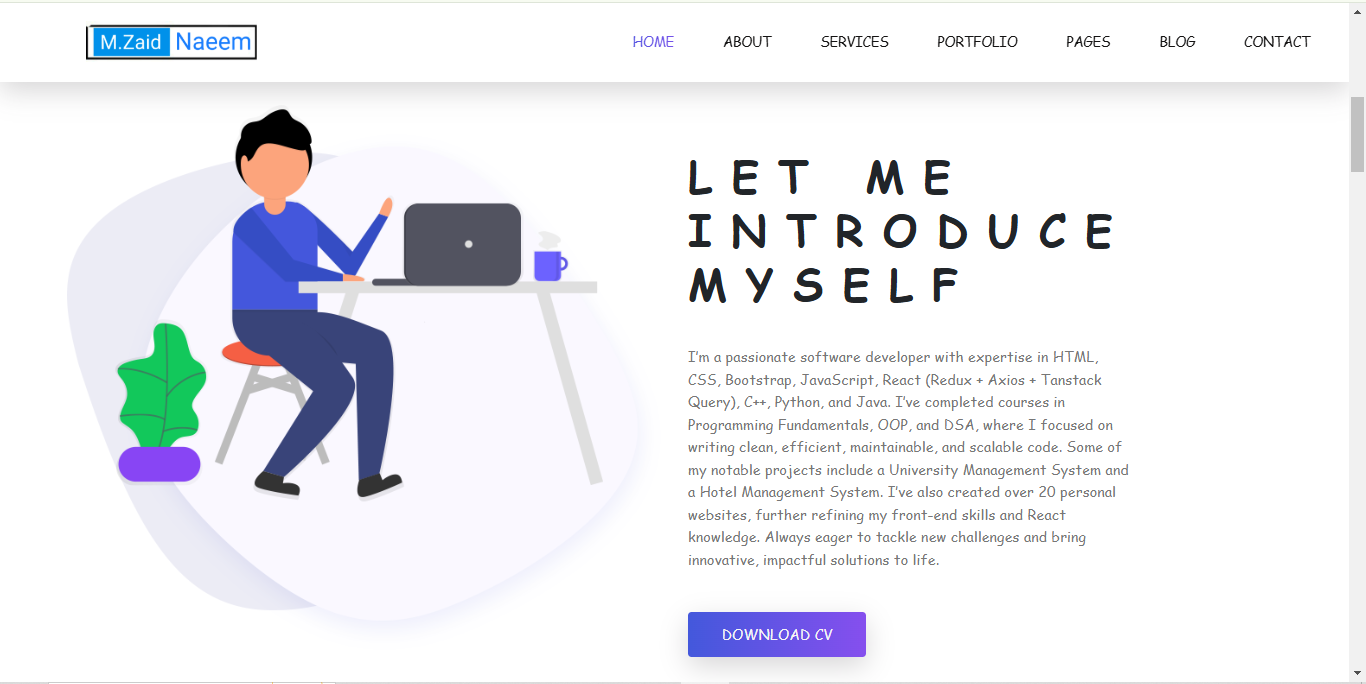 M.Zaid Naeem
HOME ABOUT SERVICES PORTFOLIO PAGES BLOG CONTACT
LET ME
INTRODUCE
MYSELF
I'm a passionate software developer with expertise in HTML,
CSS, Bootstrap, JavaScript, React (Redux + Axios + Tanstack
Query), C++, Python, and Java. I've completed courses in
Programming Fundamentals, OOP, and DSA, where I focused on
writing clean, efficient, maintainable, and scalable code. Some of
my notable projects include a University Management System and
a Hotel Management System. I've also created over 20 personal
websites, further refining my front-end skills and React
knowledge. Always eager to tackle new challenges and bring
innovative, impactful solutions to life.
DOWNLOAD CV